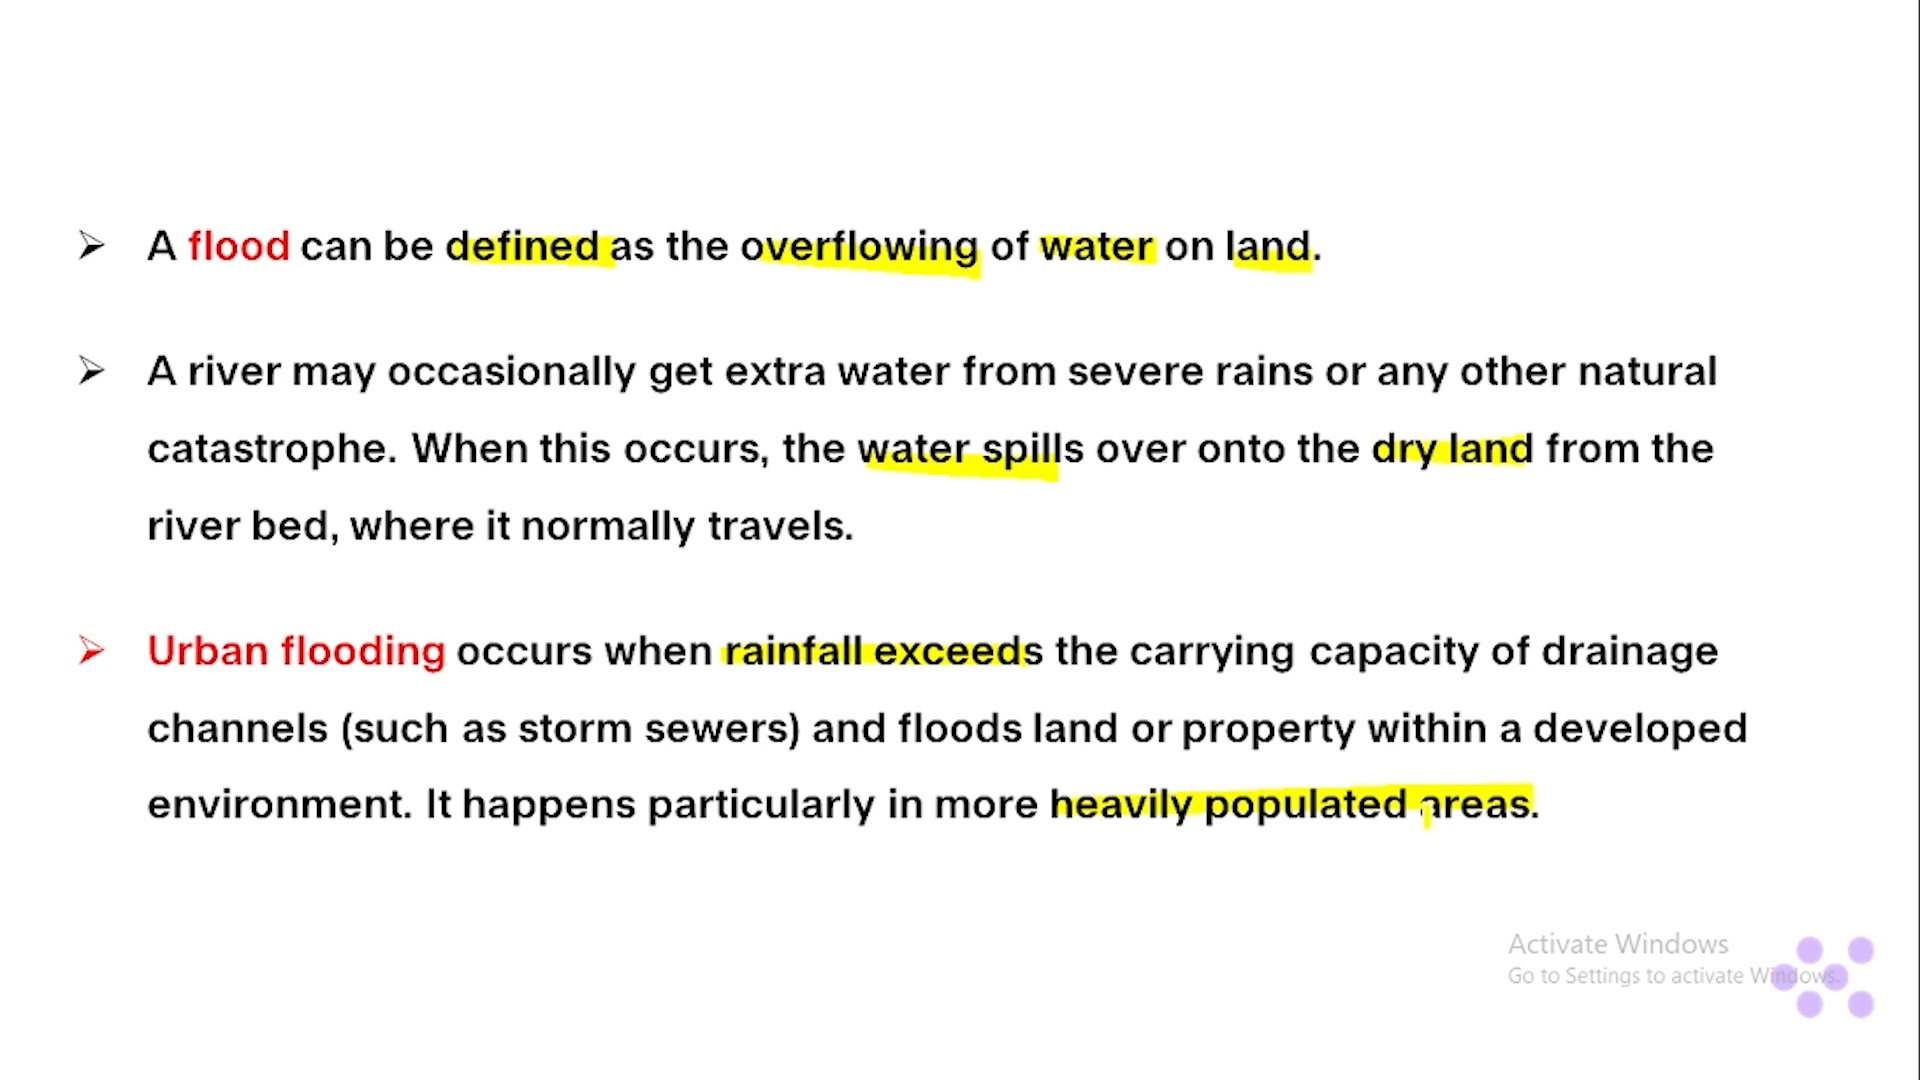 A flood can be defined as the overflowing of water on land.
A river may occasionally get extra water from severe rains or any other natural
catastrophe. When this occurs, the water spills over onto the dry land from the
river bed, where it normally travels.
Urban flooding occurs when rainfall exceeds the carrying capacity of drainage
channels (such as storm sewers) and floods land or property within a developed
environment. It happens particularly in more heavily populated areas.
Activate Windows
Go to Settings to activate Windows.